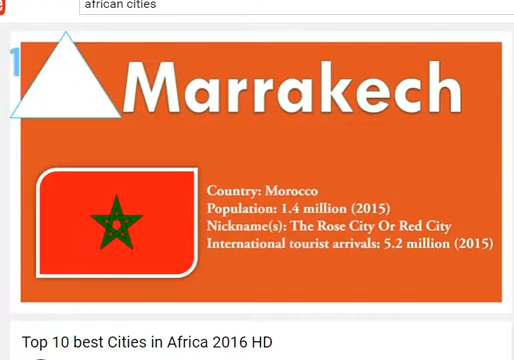 african cities
1
Marrakech
Country: Morocco
Population: 1.4 million (2015)
Nickname(s): The Rose City Or Red City
International tourist arrivals: 5.2 million (2015)
Top 10 best Cities in Africa 2016 HD